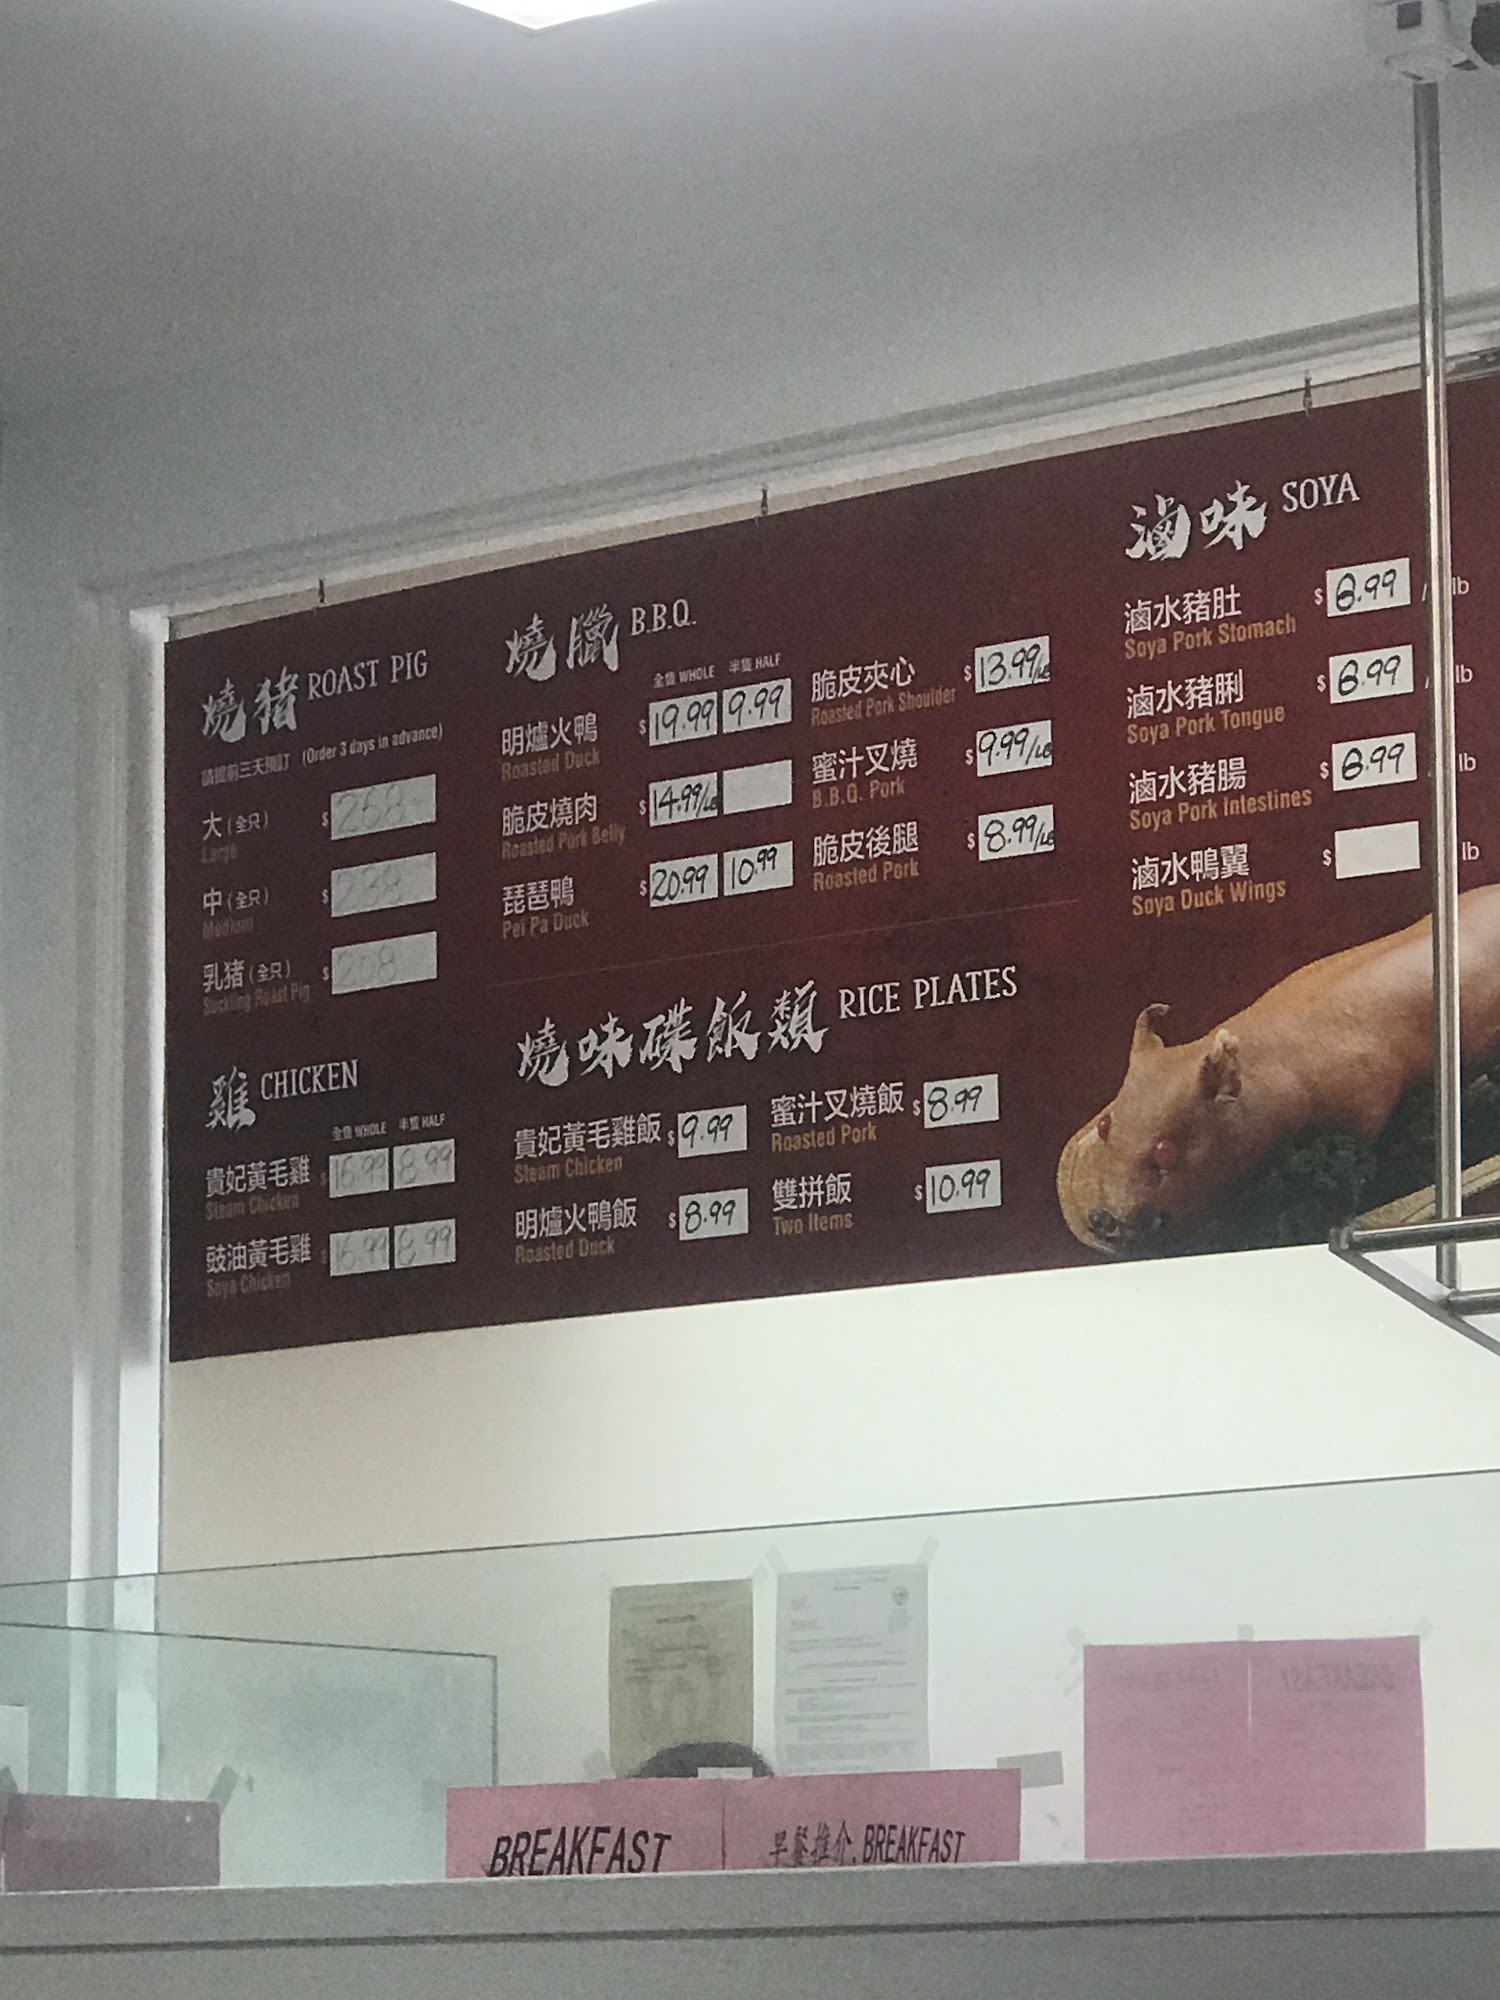 燒豬 ROAST PIG
請提前三天預訂 (Order 3 days in advance)
大 (全只) $ 268
Large
中 (全只) $ 238
Medium
乳豬 (全只) $ 208
Suckling Roast Pig
雞 CHICKEN
全隻 WHOLE 半隻 HALF
貴妃黃毛雞 $ 16.99 8.99
Steam Chicken
豉油黃毛雞 $ 16.99 8.99
Soya Chicken
燒臘 B.B.Q.
全隻 WHOLE 半隻 HALF
明爐火鴨 $ 19.99 9.99
Roasted Duck
脆皮燒肉 $ 14.99/LB
Roasted Pork Belly
琵琶鴨 $ 20.99 10.99
Pei Pa Duck
脆皮夾心 $ 13.99/LB
Roasted Pork Shoulder
蜜汁叉燒 $ 9.99/LB
B.B.Q. Pork
脆皮後腿 $ 8.99/LB
Roasted Pork
燒味碟飯類 RICE PLATES
貴妃黃毛雞飯 $ 9.99
Steam Chicken
明爐火鴨飯 $ 8.99
Roasted Duck
蜜汁叉燒飯 $ 8.99
Roasted Pork
雙拼飯 $ 10.99
Two Items
滷味 SOYA
滷水豬肚 $ 8.99 / lb
Soya Pork Stomach
滷水豬脷 $ 8.99 / lb
Soya Pork Tongue
滷水豬腸 $ 8.99 lb
Soya Pork Intestines
滷水鴨翼 $ lb
Soya Duck Wings
BREAKFAST
BREAKFAST
早餐推介. BREAKFAST